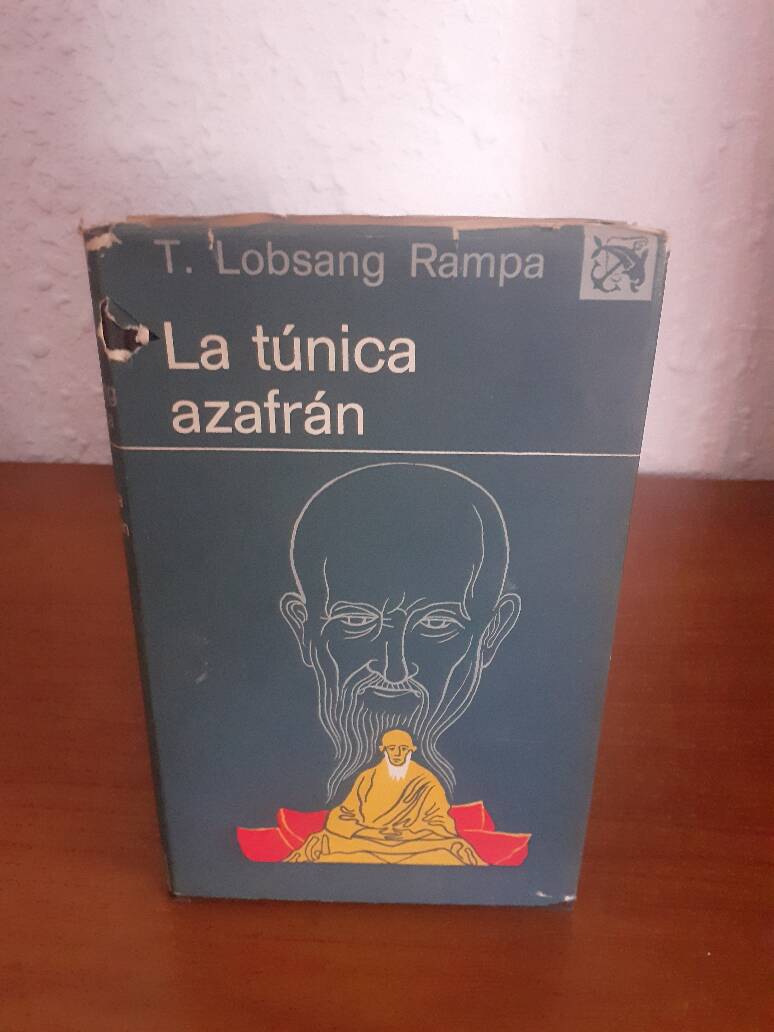 T. Lobsang Rampa
La túnica
azafrán